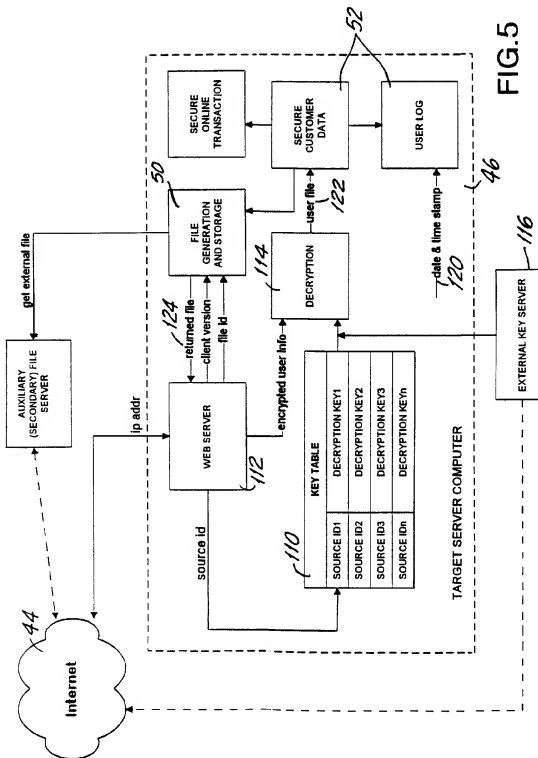 44
Internet
AUXILIARY
(SECONDARY) FILE
SERVER
get external file
ip addr
50
FILE
GENERATION
AND STORAGE
SECURE
ONLINE
TRANSACTION
124
returned file
client version
file id
WEB SERVER
112
source id
encrypted user info
114
DECRYPTION
user file
122
SECURE
CUSTOMER
DATA
52
USER LOG
date & time stamp
120
110
KEY TABLE
SOURCE ID1 DECRYPTION KEY1
SOURCE ID2 DECRYPTION KEY2
SOURCE ID3 DECRYPTION KEY3
SOURCE IDn DECRYPTION KEYn
TARGET SERVER COMPUTER
46
116
EXTERNAL KEY SERVER
FIG.5